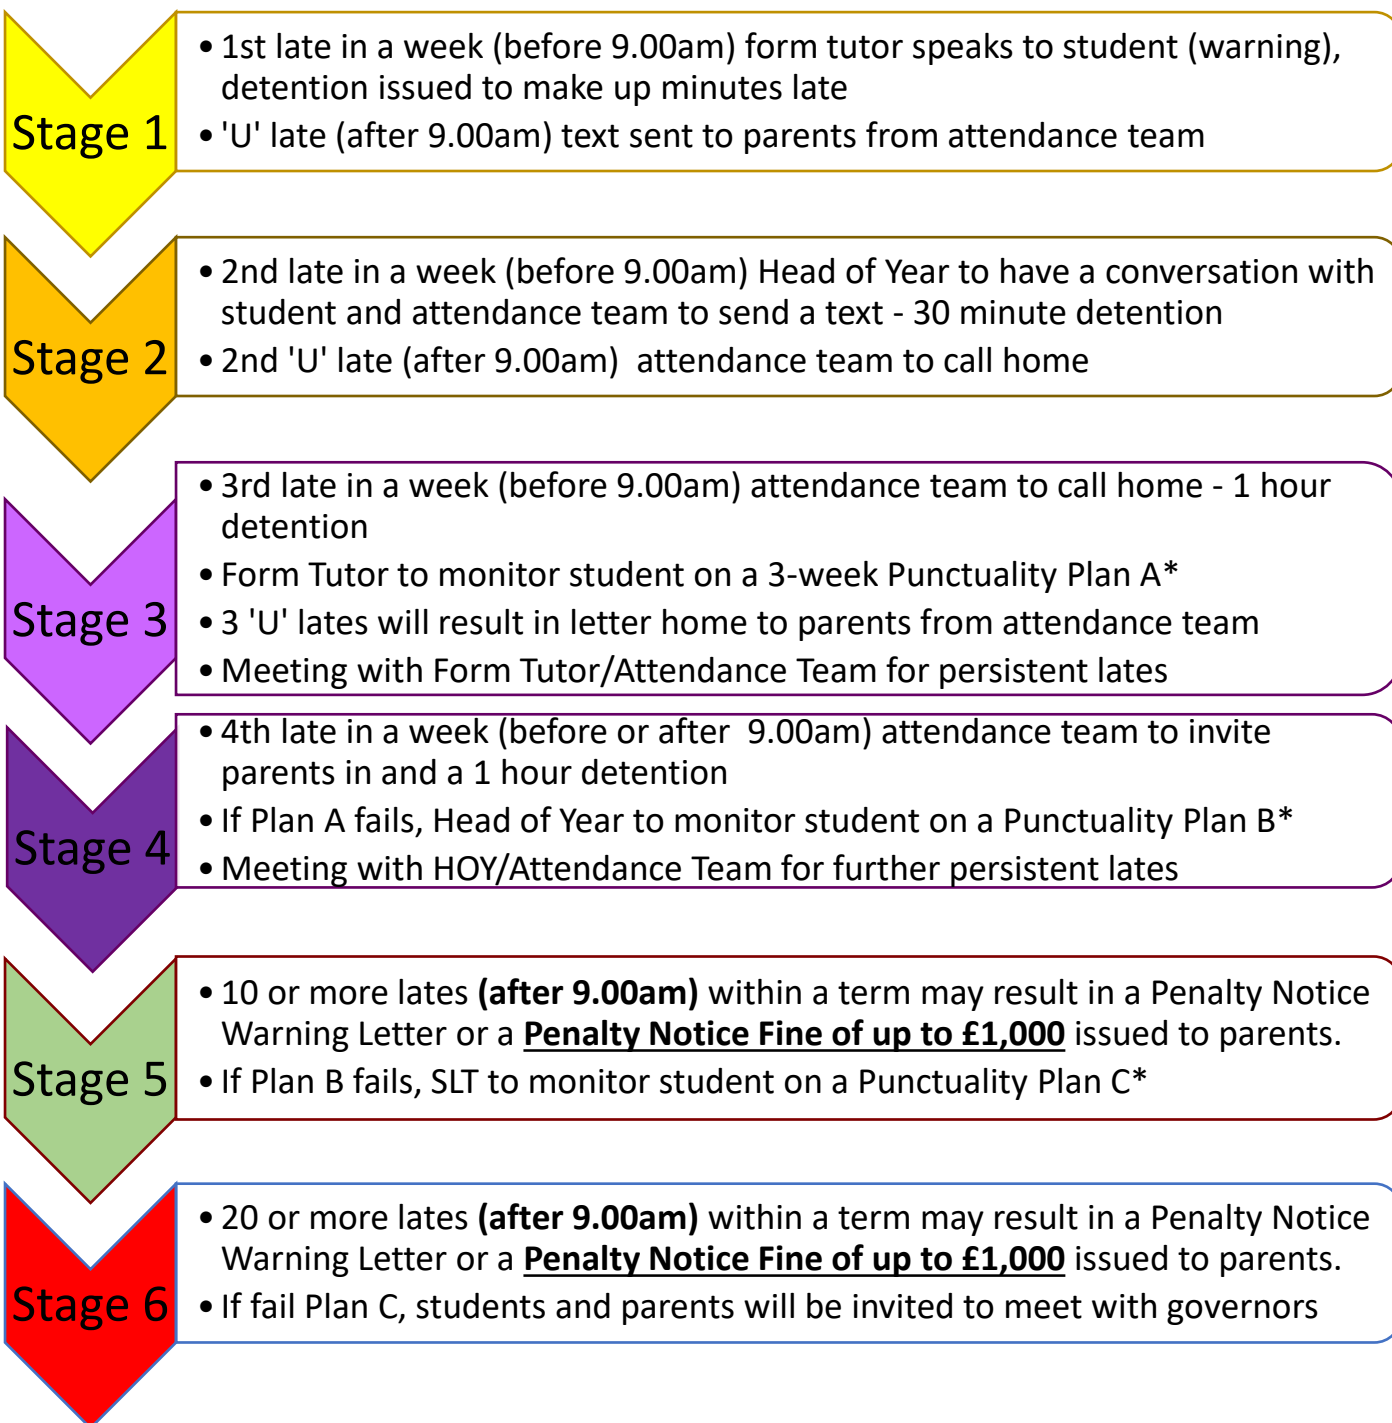 Stage 1
• 1st late in a week (before 9.00am) form tutor speaks to student (warning),
detention issued to make up minutes late
• 'U' late (after 9.00am) text sent to parents from attendance team
Stage 2
• 2nd late in a week (before 9.00am) Head of Year to have a conversation with
student and attendance team to send a text - 30 minute detention
• 2nd 'U' late (after 9.00am)  attendance team to call home
Stage 3
• 3rd late in a week (before 9.00am) attendance team to call home - 1 hour
detention
• Form Tutor to monitor student on a 3-week Punctuality Plan A*
• 3 'U' lates will result in letter home to parents from attendance team
• Meeting with Form Tutor/Attendance Team for persistent lates
Stage 4
• 4th late in a week (before or after  9.00am) attendance team to invite
parents in and a 1 hour detention
• If Plan A fails, Head of Year to monitor student on a Punctuality Plan B*
• Meeting with HOY/Attendance Team for further persistent lates
Stage 5
• 10 or more lates (after 9.00am) within a term may result in a Penalty Notice
Warning Letter or a Penalty Notice Fine of up to £1,000 issued to parents.
• If Plan B fails, SLT to monitor student on a Punctuality Plan C*
Stage 6
• 20 or more lates (after 9.00am) within a term may result in a Penalty Notice
Warning Letter or a Penalty Notice Fine of up to £1,000 issued to parents.
• If fail Plan C, students and parents will be invited to meet with governors